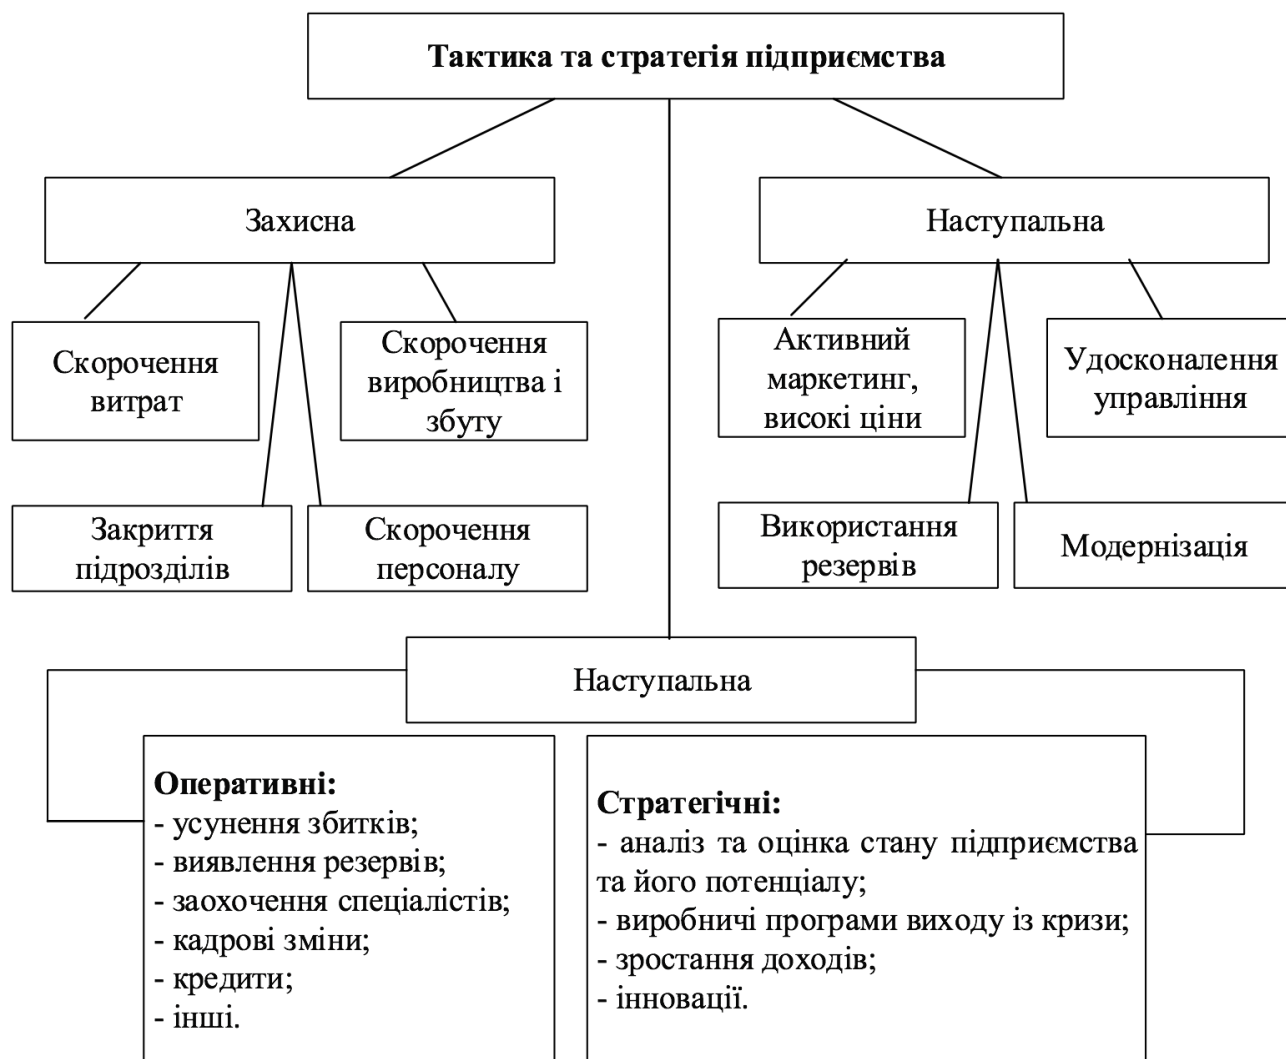 Тактика та стратегія підприємства
Захисна
Наступальна
Скорочення
витрат
Скорочення
виробництва і
збуту
Активний
маркетинг,
високі ціни
Удосконалення
управління
Закриття
підрозділів
Скорочення
персоналу
Використання
резервів
Модернізація
Наступальна
Оперативні:
- усунення збитків;
- виявлення резервів;
- заохочення спеціалістів;
- кадрові зміни;
- кредити;
- інші.
Стратегічні:
- аналіз та оцінка стану підприємства
та його потенціалу;
- виробничі програми виходу із кризи;
- зростання доходів;
- інновації.